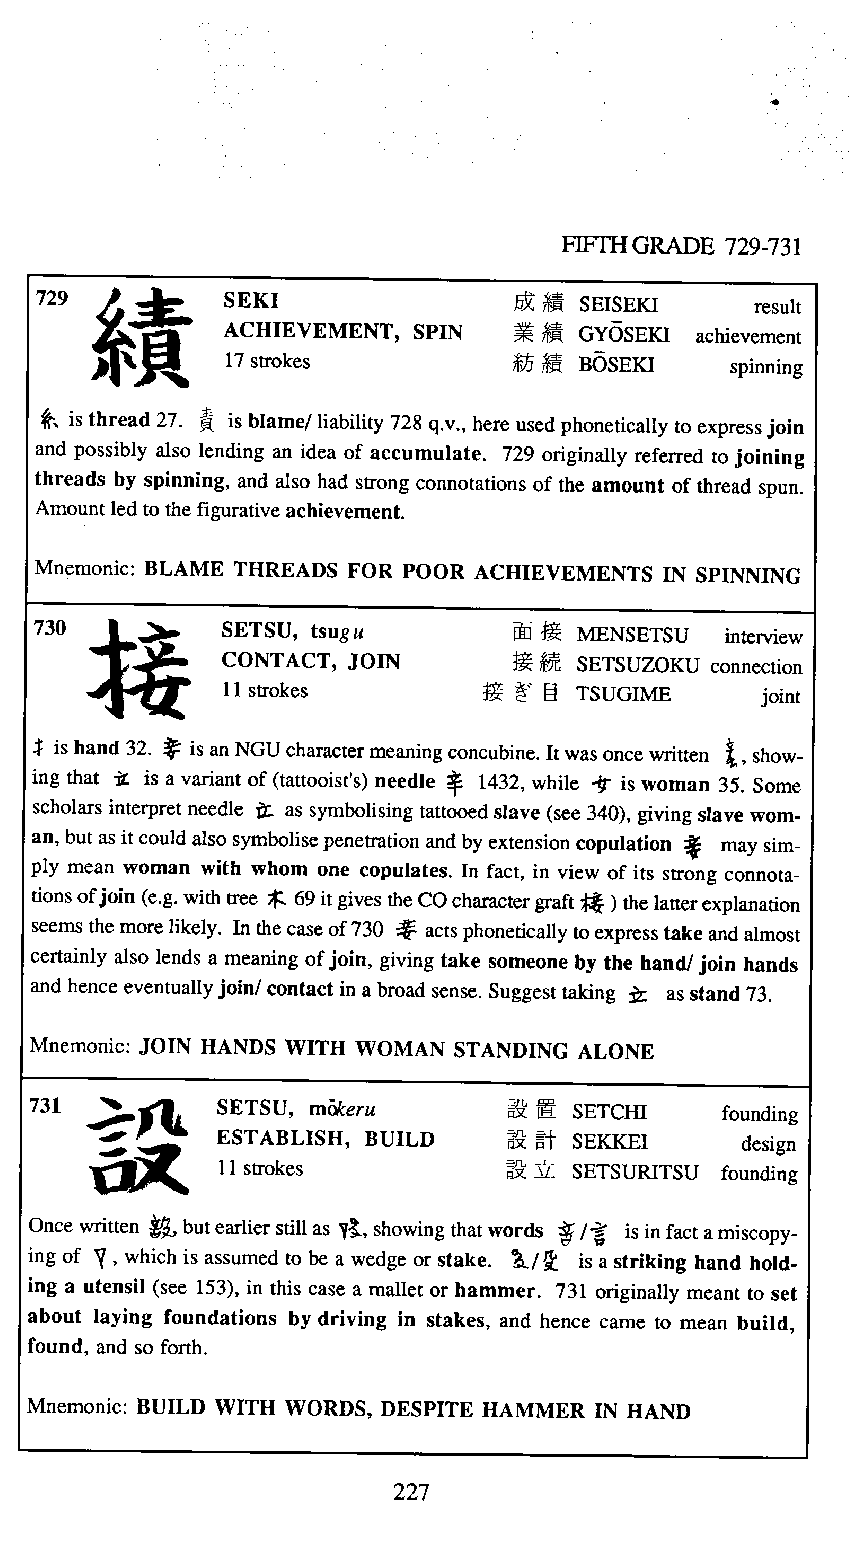 FIFTH GRADE 729-731
729 績 SEKI 成績 SEISEKI result
ACHIEVEMENT, SPIN 業績 GYŌSEKI achievement
17 strokes 紡績 BŌSEKI spinning
糸 is thread 27. 責 is blame/ liability 728 q.v., here used phonetically to express join
and possibly also lending an idea of accumulate. 729 originally referred to joining
threads by spinning, and also had strong connotations of the amount of thread spun.
Amount led to the figurative achievement.
Mnemonic: BLAME THREADS FOR POOR ACHIEVEMENTS IN SPINNING
730 接 SETSU, tsugu 面接 MENSETSU interview
CONTACT, JOIN 接続 SETSUZOKU connection
11 strokes 接ぎ目 TSUGIME joint
扌 is hand 32. 妾 is an NGU character meaning concubine. It was once written , show-
ing that 立 is a variant of (tattooist's) needle 辛 1432, while 女 is woman 35. Some
scholars interpret needle 立 as symbolising tattooed slave (see 340), giving slave wom-
an, but as it could also symbolise penetration and by extension copulation 妾 may sim-
ply mean woman with whom one copulates. In fact, in view of its strong connota-
tions of join (e.g. with tree 木 69 it gives the CO character graft 椄 ) the latter explanation
seems the more likely. In the case of 730 妾 acts phonetically to express take and almost
certainly also lends a meaning of join, giving take someone by the hand/ join hands
and hence eventually join/ contact in a broad sense. Suggest taking 立 as stand 73.
Mnemonic: JOIN HANDS WITH WOMAN STANDING ALONE
731 設 SETSU, mōkeru 設置 SETCHI founding
ESTABLISH, BUILD 設計 SEKKEI design
11 strokes 設立 SETSURITSU founding
Once written , but earlier still as , showing that words /言 is in fact a miscopy-
ing of , which is assumed to be a wedge or stake. /殳 is a striking hand hold-
ing a utensil (see 153), in this case a mallet or hammer. 731 originally meant to set
about laying foundations by driving in stakes, and hence came to mean build,
found, and so forth.
Mnemonic: BUILD WITH WORDS, DESPITE HAMMER IN HAND
227